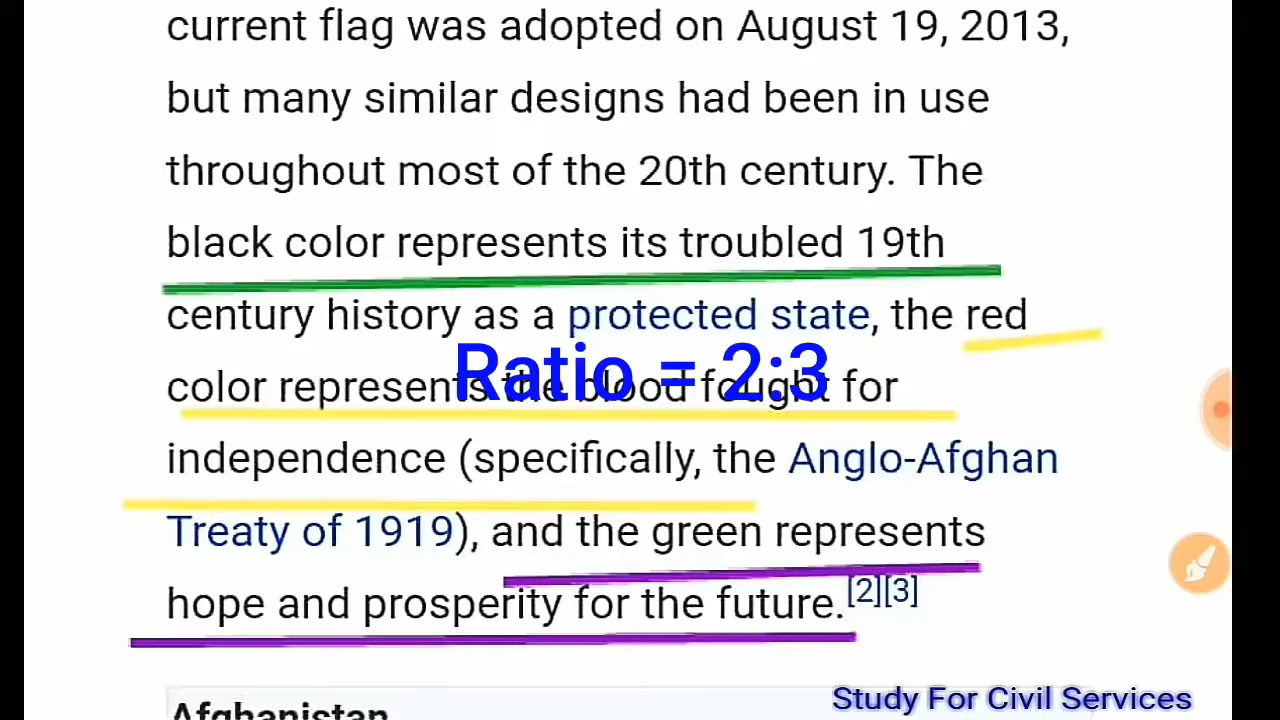 current flag was adopted on August 19, 2013,
but many similar designs had been in use
throughout most of the 20th century. The
black color represents its troubled 19th
century history as a protected state, the red
Ratio = 2:3
color represents the blood fought for
independence (specifically, the Anglo-Afghan
Treaty of 1919), and the green represents
hope and prosperity for the future.[2][3]
Afghanistan
Study For Civil Services